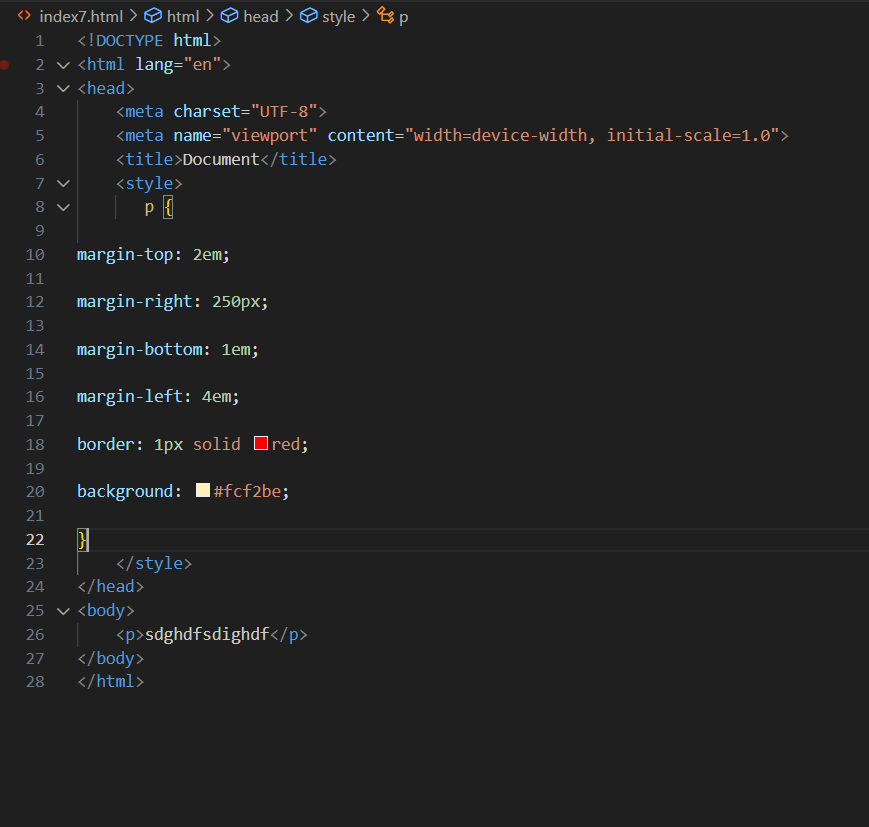 index7.html > html > head > style > p
1 <!DOCTYPE html>
2 <html lang="en">
3 <head>
4 <meta charset="UTF-8">
5 <meta name="viewport" content="width=device-width, initial-scale=1.0">
6 <title>Document</title>
7 <style>
8 p {
9
10 margin-top: 2em;
11
12 margin-right: 250px;
13
14 margin-bottom: 1em;
15
16 margin-left: 4em;
17
18 border: 1px solid red;
19
20 background: #fcf2be;
21
22 }
23 </style>
24 </head>
25 <body>
26 <p>sdghdfsdighdf</p>
27 </body>
28 </html>